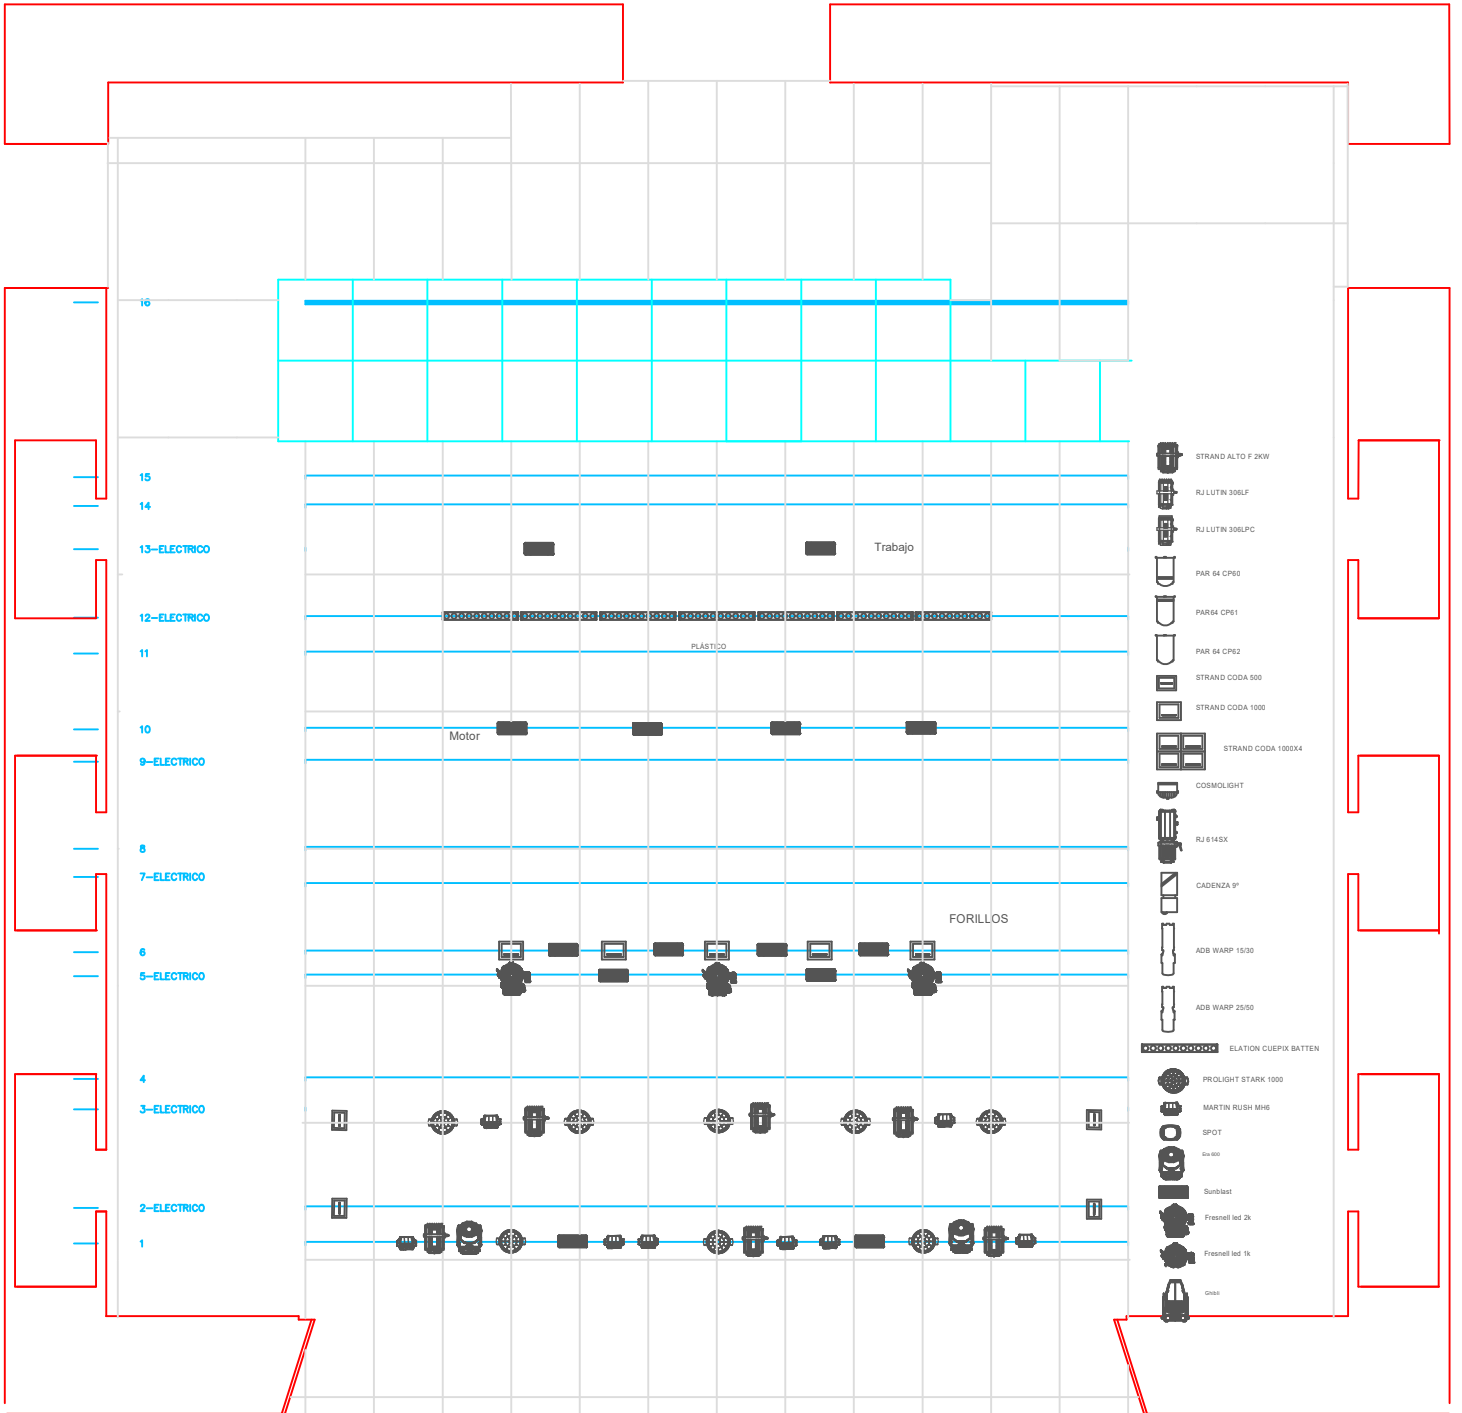 16
15
14
13-ELECTRICO
Trabajo
12-ELECTRICO
PLÁSTICO
11
10
Motor
9-ELECTRICO
8
7-ELECTRICO
FORILLOS
6
5-ELECTRICO
4
3-ELECTRICO
2-ELECTRICO
1
STRAND ALTO F 2KW
RJ LUTIN 306LF
RJ LUTIN 306LPC
PAR 64 CP60
PAR64 CP61
PAR 64 CP62
STRAND CODA 500
STRAND CODA 1000
STRAND CODA 1000X4
COSMOLIGHT
RJ 614SX
CADENZA 9º
ADB WARP 15/30
ADB WARP 25/50
ELATION CUEPIX BATTEN
PROLIGHT STARK 1000
MARTIN RUSH MH6
SPOT
Era 800
Sunblast
Fresnell led 2k
Fresnell led 1k
Ghibli